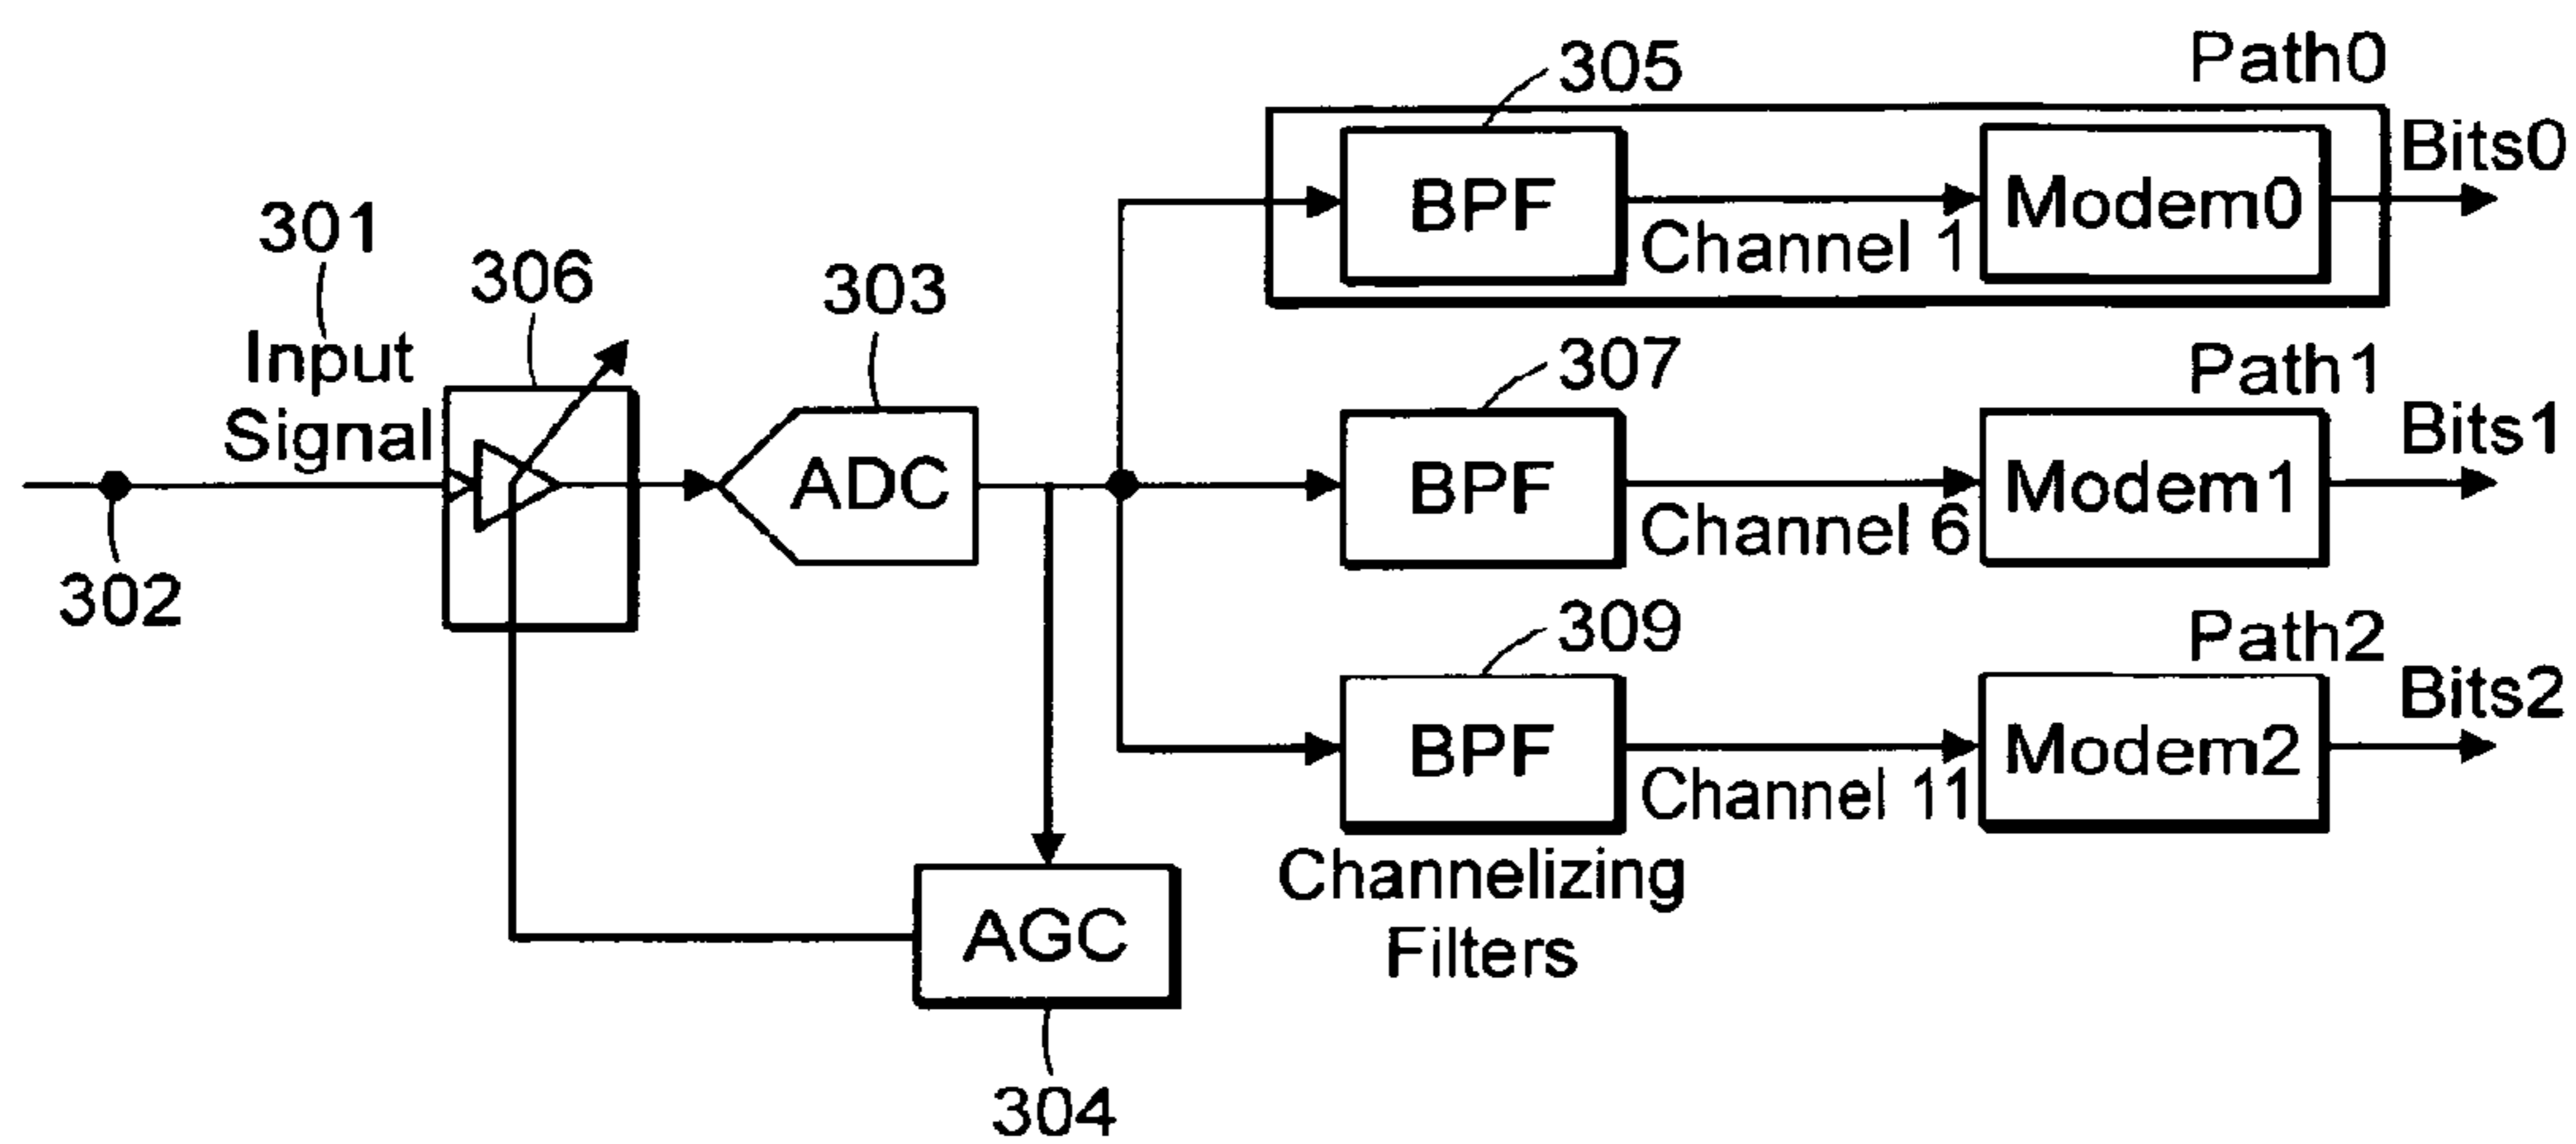 305
Path0
BPF
Channel 1
Modem0
Bits0
301
Input
Signal
306
303
302
ADC
307
Path1
BPF
Channel 6
Modem1
Bits1
309
Path2
BPF
Channel 11
Modem2
Bits2
Channelizing
Filters
AGC
304